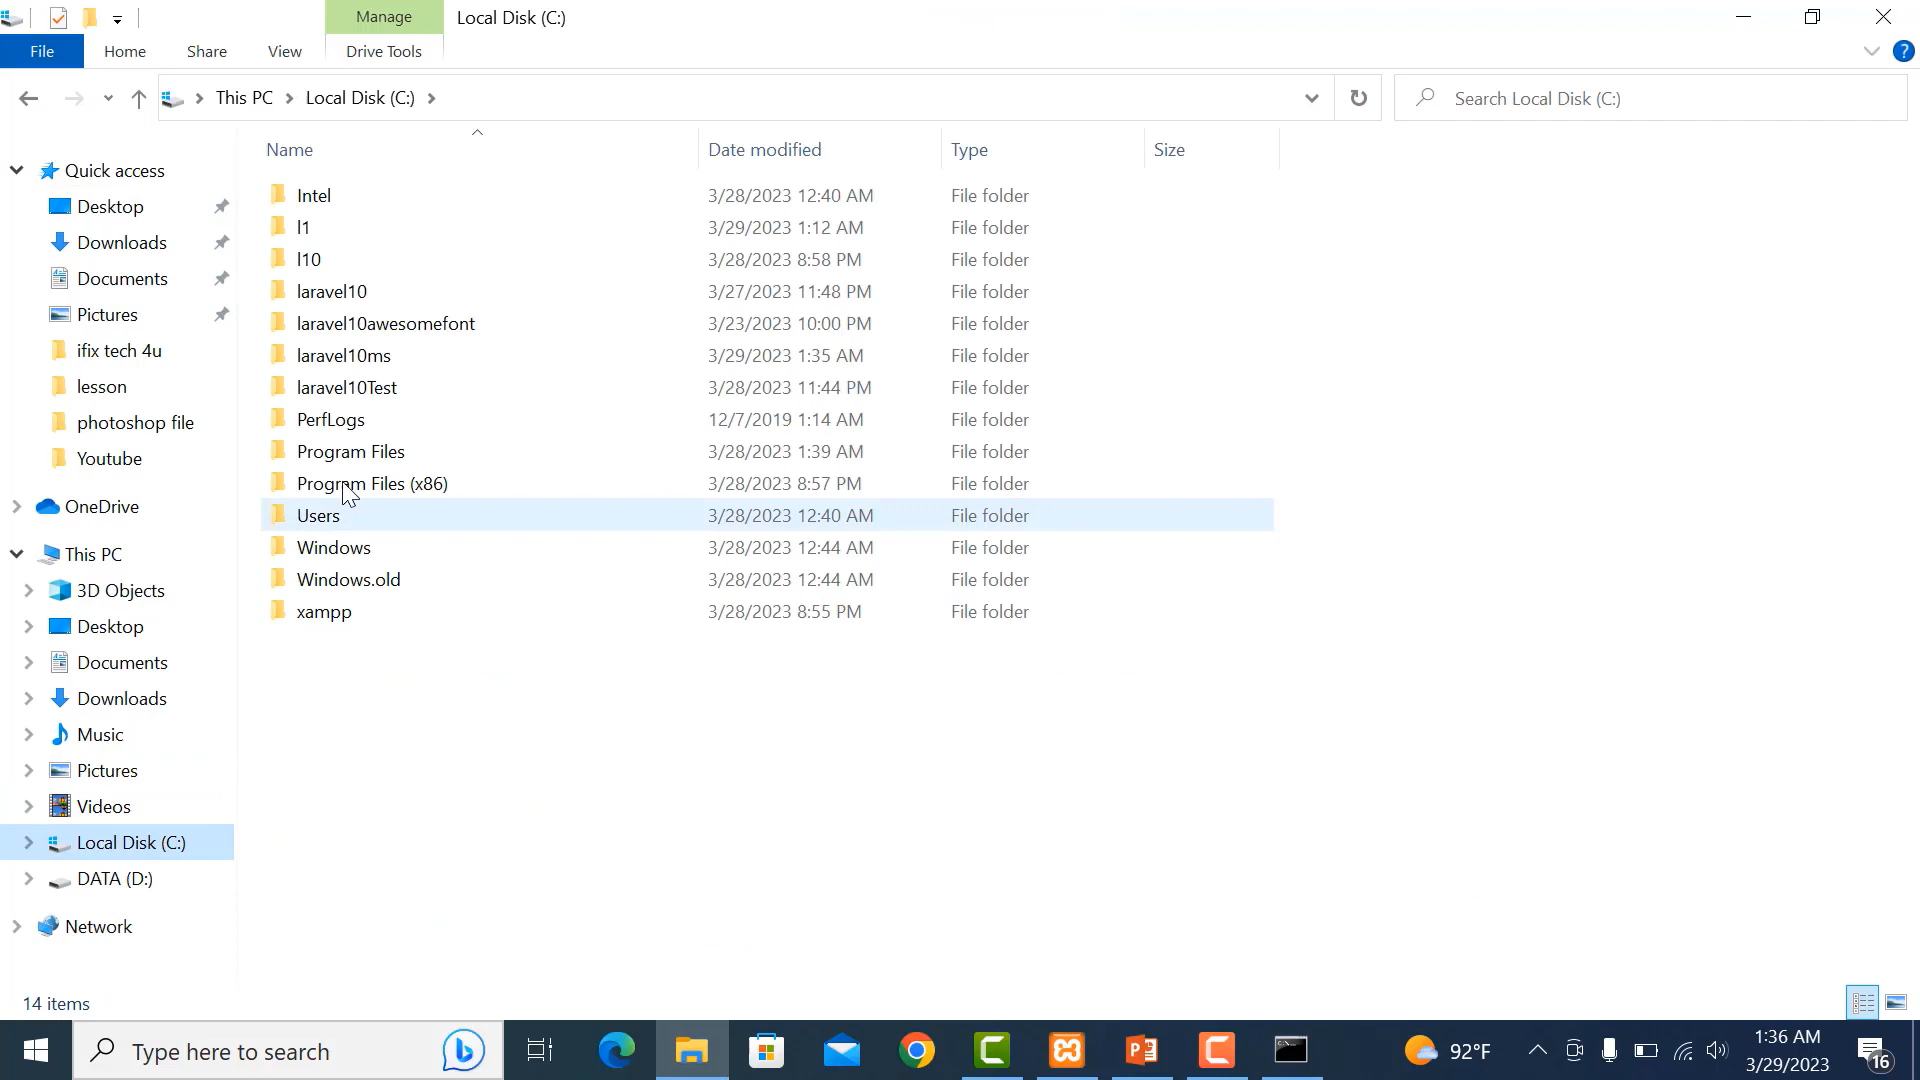 Manage
Local Disk (C:)
File
Home
Share
View
Drive Tools
This PC
Local Disk (C:)
Search Local Disk (C:)
Name
Date modified
Type
Size
Quick access
Desktop
Downloads
Documents
Pictures
ifix tech 4u
lesson
photoshop file
Youtube
OneDrive
This PC
3D Objects
Desktop
Documents
Downloads
Music
Pictures
Videos
Local Disk (C:)
DATA (D:)
Network
Intel 3/28/2023 12:40 AM File folder
l1 3/29/2023 1:12 AM File folder
l10 3/28/2023 8:58 PM File folder
laravel10 3/27/2023 11:48 PM File folder
laravel10awesomefont 3/23/2023 10:00 PM File folder
laravel10ms 3/29/2023 1:35 AM File folder
laravel10Test 3/28/2023 11:44 PM File folder
PerfLogs 12/7/2019 1:14 AM File folder
Program Files 3/28/2023 1:39 AM File folder
Program Files (x86) 3/28/2023 8:57 PM File folder
Users 3/28/2023 12:40 AM File folder
Windows 3/28/2023 12:44 AM File folder
Windows.old 3/28/2023 12:44 AM File folder
xampp 3/28/2023 8:55 PM File folder
14 items
Type here to search
92°F
1:36 AM
3/29/2023
16